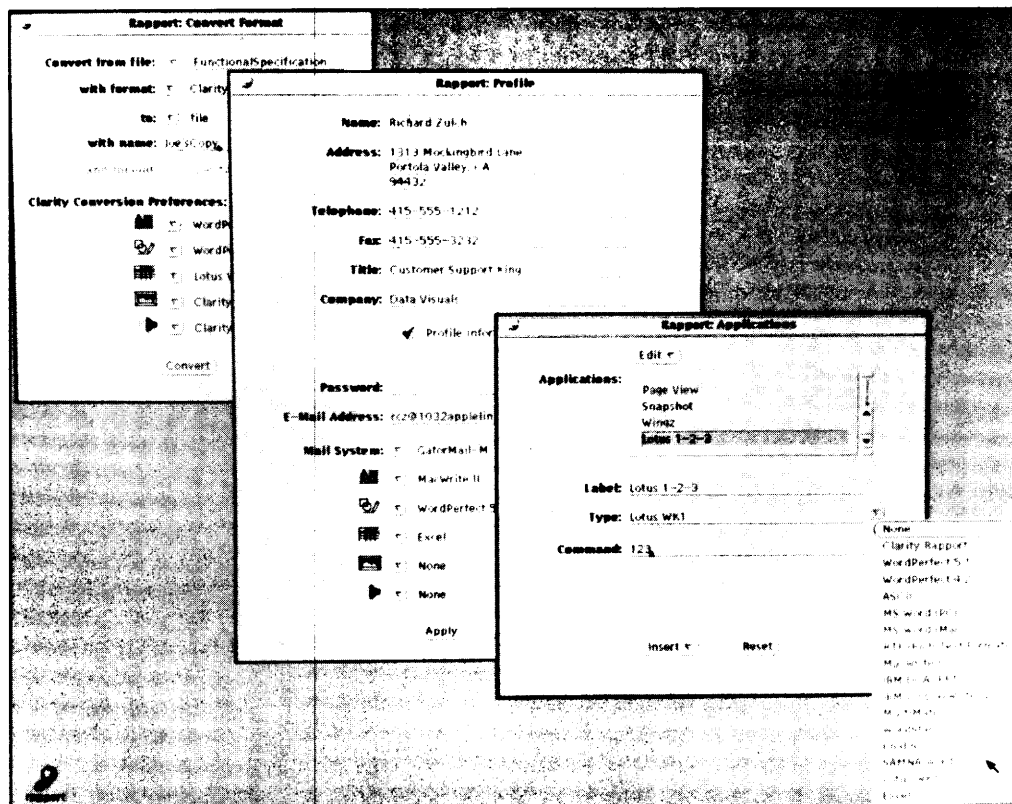 Rapport: Convert Format
Convert from file: FunctionalSpecification
with format: Clarity
to: file
with name: JoesCopy
Clarity Conversion Preferences:
WordP
WordP
Lotus
Clarity
Clarity
Convert
Rapport: Profile
Name: Richard
Address: 1313 Mockingbird Lane
Portola Valley, CA
94432
Telephone: 415-555-1212
Fax: 415-555-3232
Title: Customer Support King
Company: Data Visuals
Profile infor
Password:
E-Mail Address: rcz@1032applelin
Mail System: GatorMail-M
MacWrite II
WordPerfect 5
Excel
None
None
Apply
Rapport: Applications
Edit
Applications:
Page View
Snapshot
Wingz
Lotus 1-2-3
Label: Lotus 1-2-3
Type: Lotus WK1
Command: 123
Insert
Reset
None
Clarity Rapport
WordPerfect 5.1
WordPerfect 4.2
ASCII
MS Word (PC)
MS Word (Mac)
MacWrite
Excel
rapport